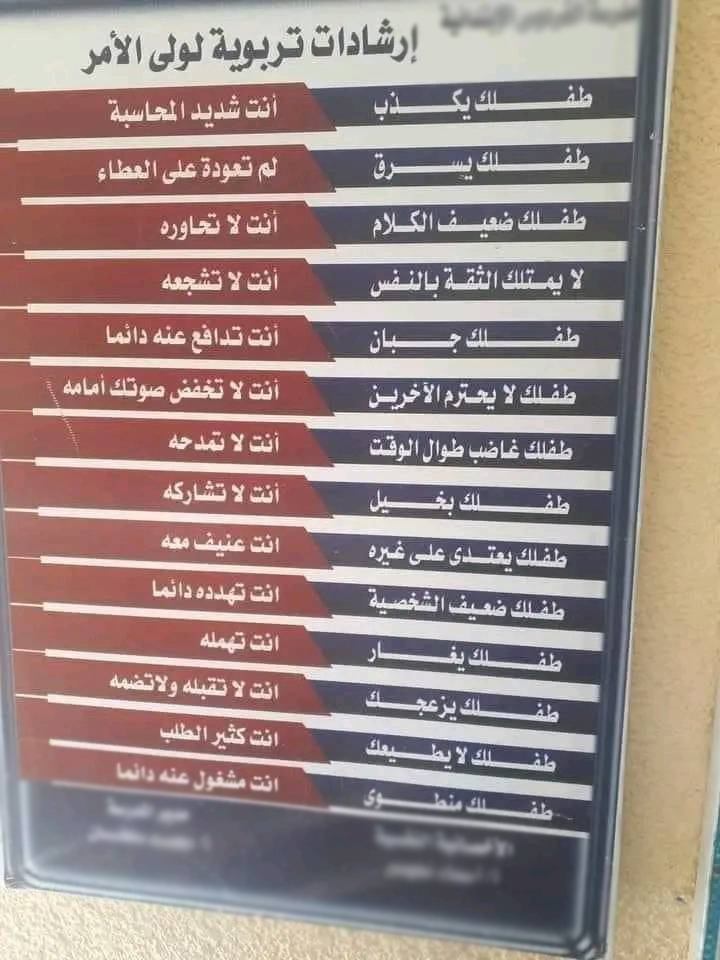 إرشادات تربوية لولى الأمر
طفلك يكذب أنت شديد المحاسبة
طفلك يسرق لم تعودة على العطاء
طفلك ضعيف الكلام أنت لا تحاوره
لا يمتلك الثقة بالنفس أنت لا تشجعه
طفلك جبان أنت تدافع عنه دائما
طفلك لا يحترم الآخرين أنت لا تخفض صوتك أمامه
طفلك غاضب طوال الوقت أنت لا تمدحه
طفلك بخيل أنت لا تشاركه
طفلك يعتدى على غيره انت عنيف معه
طفلك ضعيف الشخصية انت تهدده دائما
طفلك يغار انت تهمله
طفلك يزعجك انت لا تقبله ولاتضمه
طفلك لا يطيعك انت كثير الطلب
طفلك منطوى انت مشغول عنه دائما